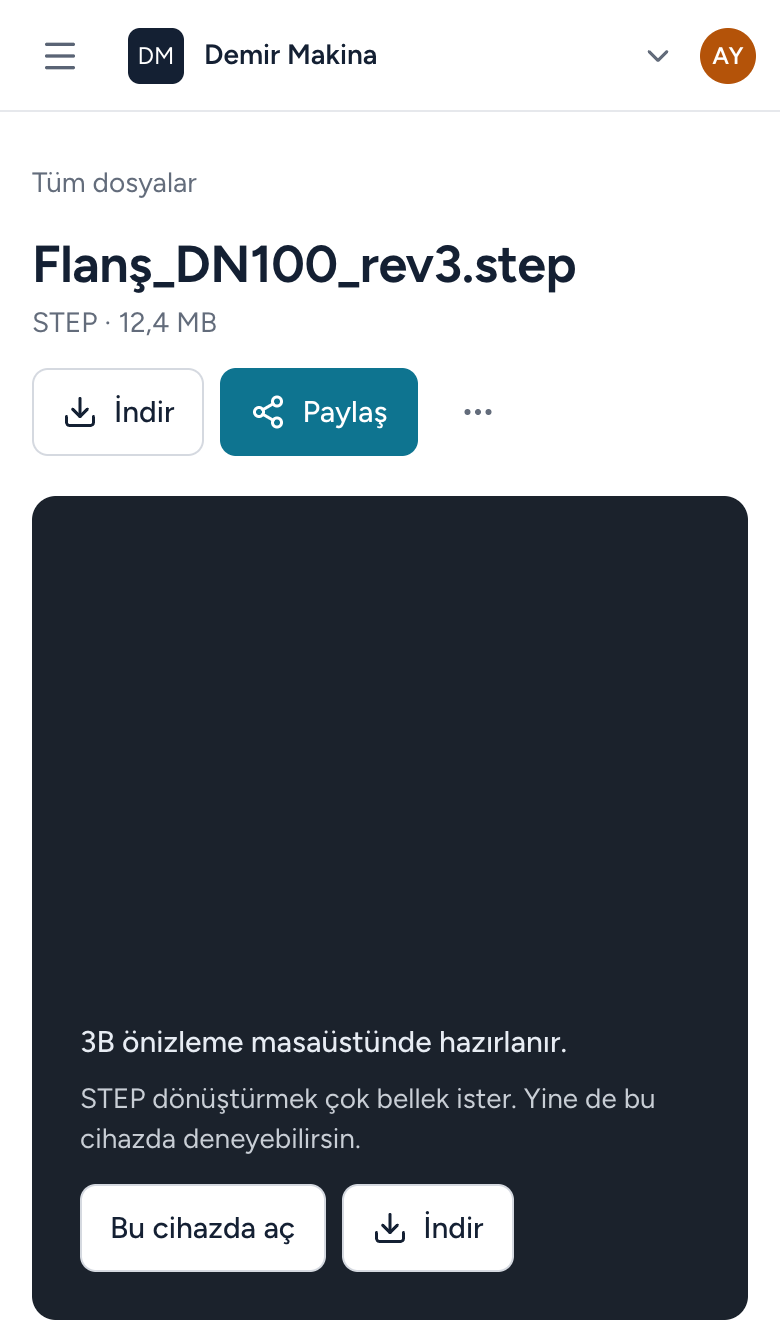 DM Demir Makina AY
Tüm dosyalar
Flanş_DN100_rev3.step
STEP · 12,4 MB
İndir Paylaş
3B önizleme masaüstünde hazırlanır.
STEP dönüştürmek çok bellek ister. Yine de bu
cihazda deneyebilirsin.
Bu cihazda aç İndir